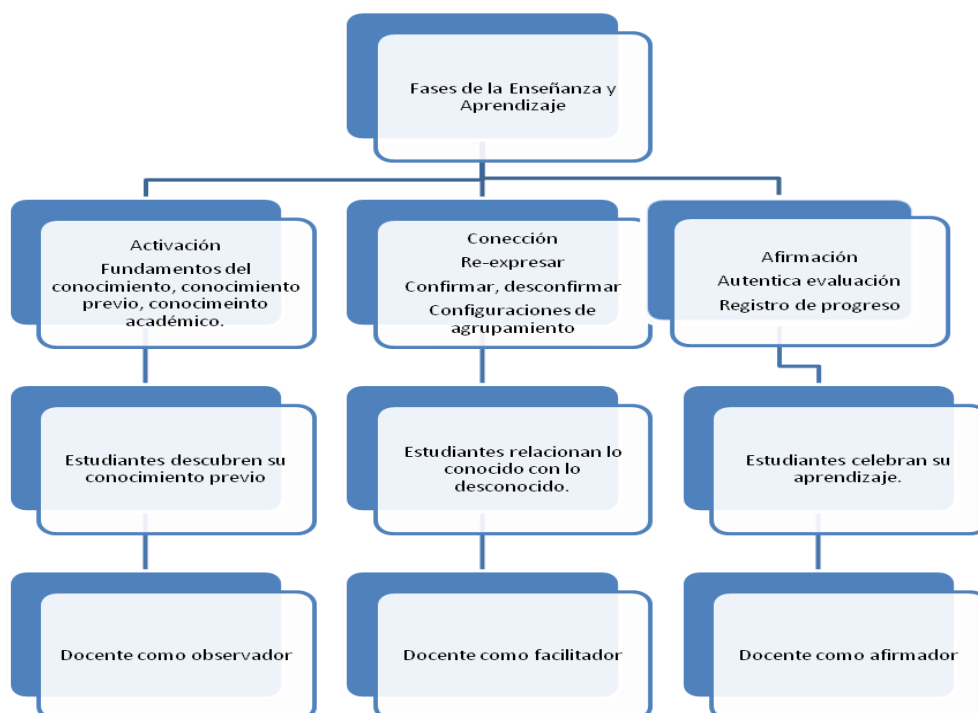 Fases de la Enseñanza y
Aprendizaje
Activación
Fundamentos del
conocimiento, conocimiento
previo, conocimeinto
académico.
Conección
Re-expresar
Confirmar, desconfirmar
Configuraciones de
agrupamiento
Afirmación
Autentica evaluación
Registro de progreso
Estudiantes descubren su
conocimiento previo
Estudiantes relacionan lo
conocido con lo
desconocido.
Estudiantes celebran su
aprendizaje.
Docente como observador
Docente como facilitador
Docente como afirmador